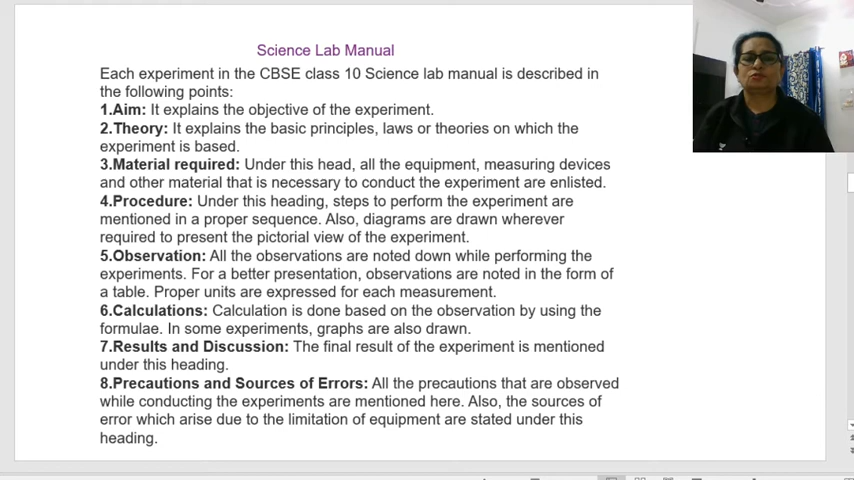 Science Lab Manual
Each experiment in the CBSE class 10 Science lab manual is described in
the following points:
1.Aim: It explains the objective of the experiment.
2.Theory: It explains the basic principles, laws or theories on which the
experiment is based.
3.Material required: Under this head, all the equipment, measuring devices
and other material that is necessary to conduct the experiment are enlisted.
4.Procedure: Under this heading, steps to perform the experiment are
mentioned in a proper sequence. Also, diagrams are drawn wherever
required to present the pictorial view of the experiment.
5.Observation: All the observations are noted down while performing the
experiments. For a better presentation, observations are noted in the form of
a table. Proper units are expressed for each measurement.
6.Calculations: Calculation is done based on the observation by using the
formulae. In some experiments, graphs are also drawn.
7.Results and Discussion: The final result of the experiment is mentioned
under this heading.
8.Precautions and Sources of Errors: All the precautions that are observed
while conducting the experiments are mentioned here. Also, the sources of
error which arise due to the limitation of equipment are stated under this
heading.